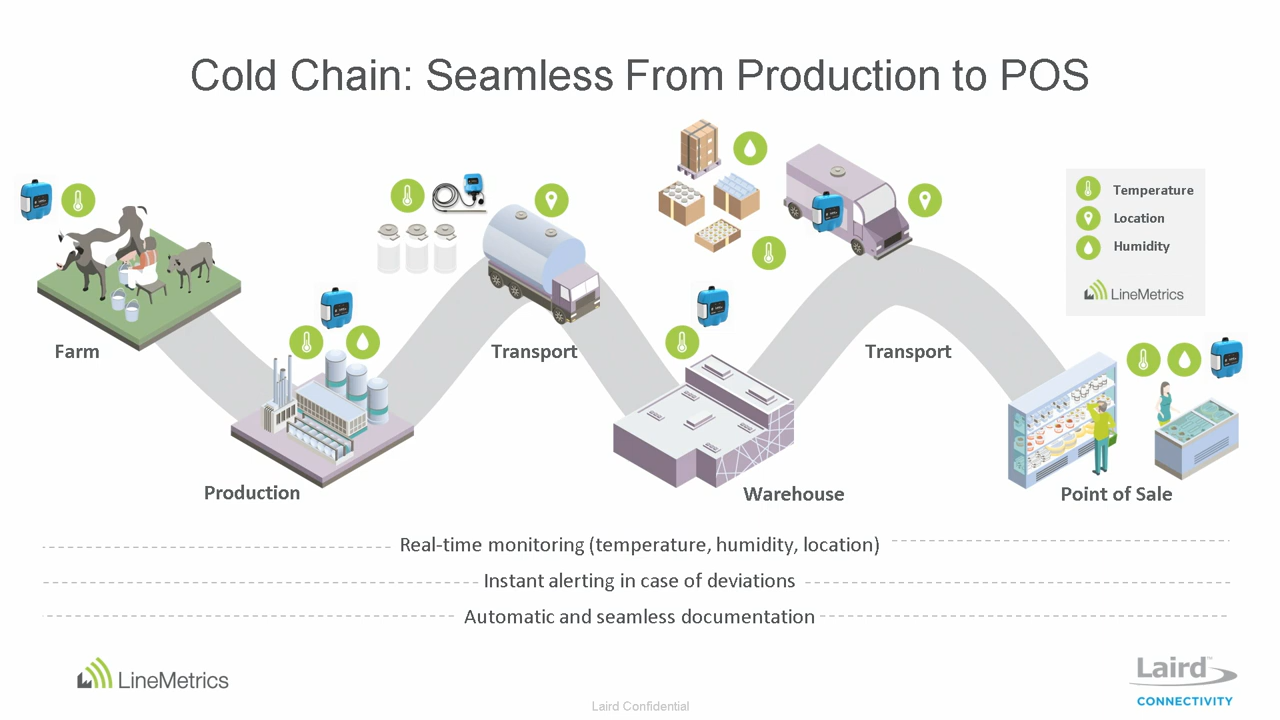 Cold Chain: Seamless From Production to POS
Temperature
Location
Humidity
LineMetrics
Farm
Transport
Transport
Production
Warehouse
Point of Sale
Real-time monitoring (temperature, humidity, location)
Instant alerting in case of deviations
Automatic and seamless documentation
LineMetrics
Laird™
CONNECTIVITY
Laird Confidential